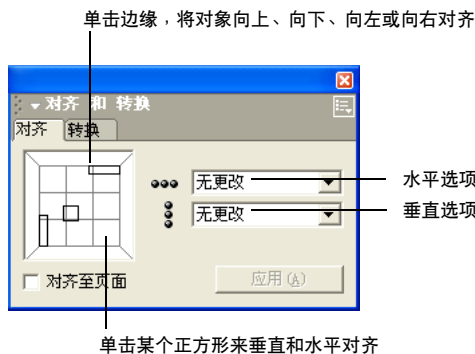 单击边缘，将对象向上、向下、向左或向右对齐
对齐 和 转换
对齐 转换
无更改
水平选项
无更改
垂直选项
对齐至页面
应用(A)
单击某个正方形来垂直和水平对齐